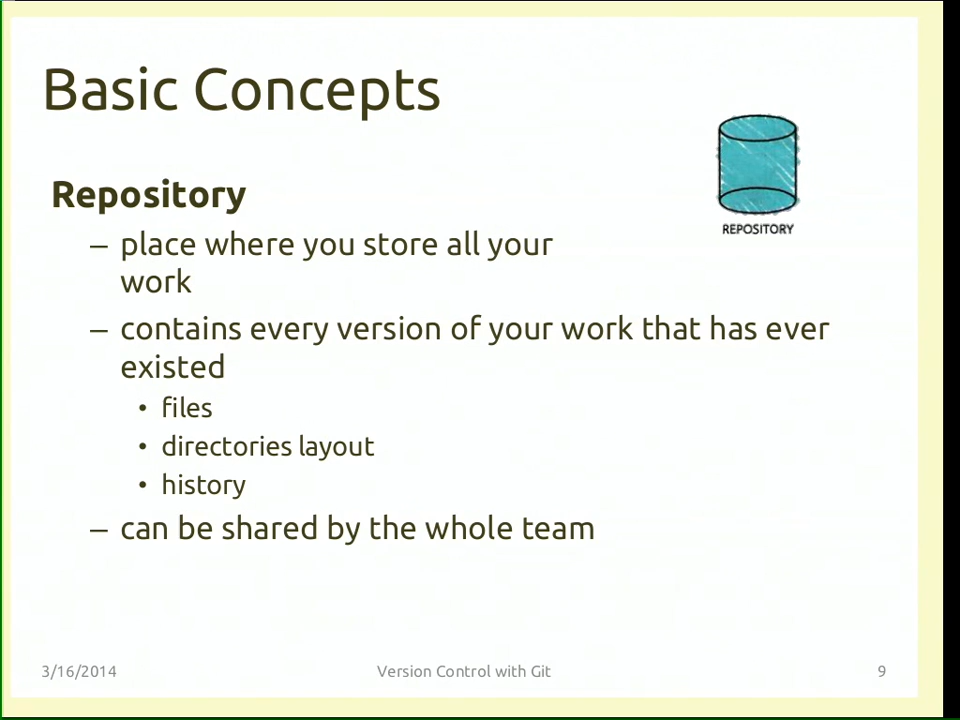 Basic Concepts
REPOSITORY
Repository
– place where you store all your
work
– contains every version of your work that has ever
existed
• files
• directories layout
• history
– can be shared by the whole team
3/16/2014
Version Control with Git
9